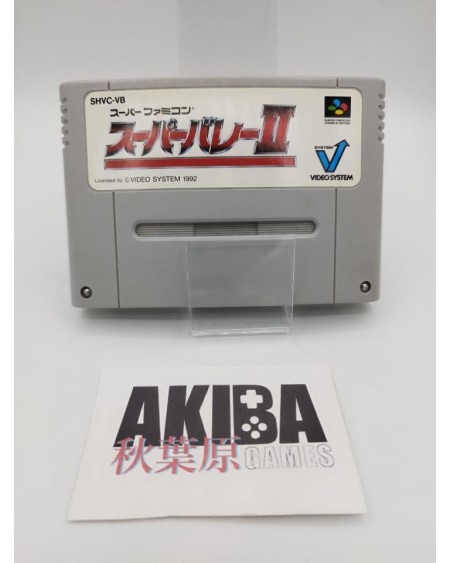 SHVC-VB
スーパーファミコン
スーパーバレーII
Licensed by © VIDEO SYSTEM 1992
SYSTEM
V
VIDEO SYSTEM
AKIBA
秋葉原 GAMES